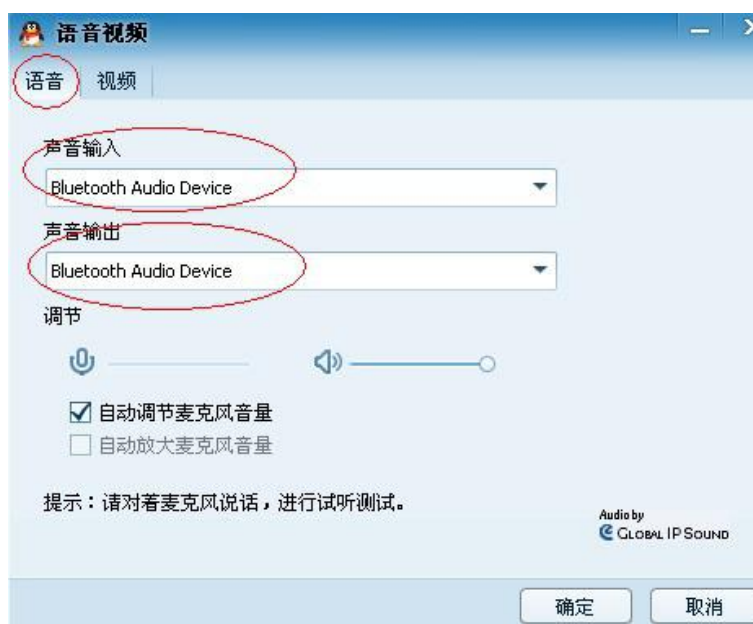 语音视频
语音 视频
声音输入
Bluetooth Audio Device
声音输出
Bluetooth Audio Device
调节
自动调节麦克风音量
自动放大麦克风音量
提示：请对着麦克风说话，进行试听测试。
Audio by
GLOBAL IP SOUND
确定 取消